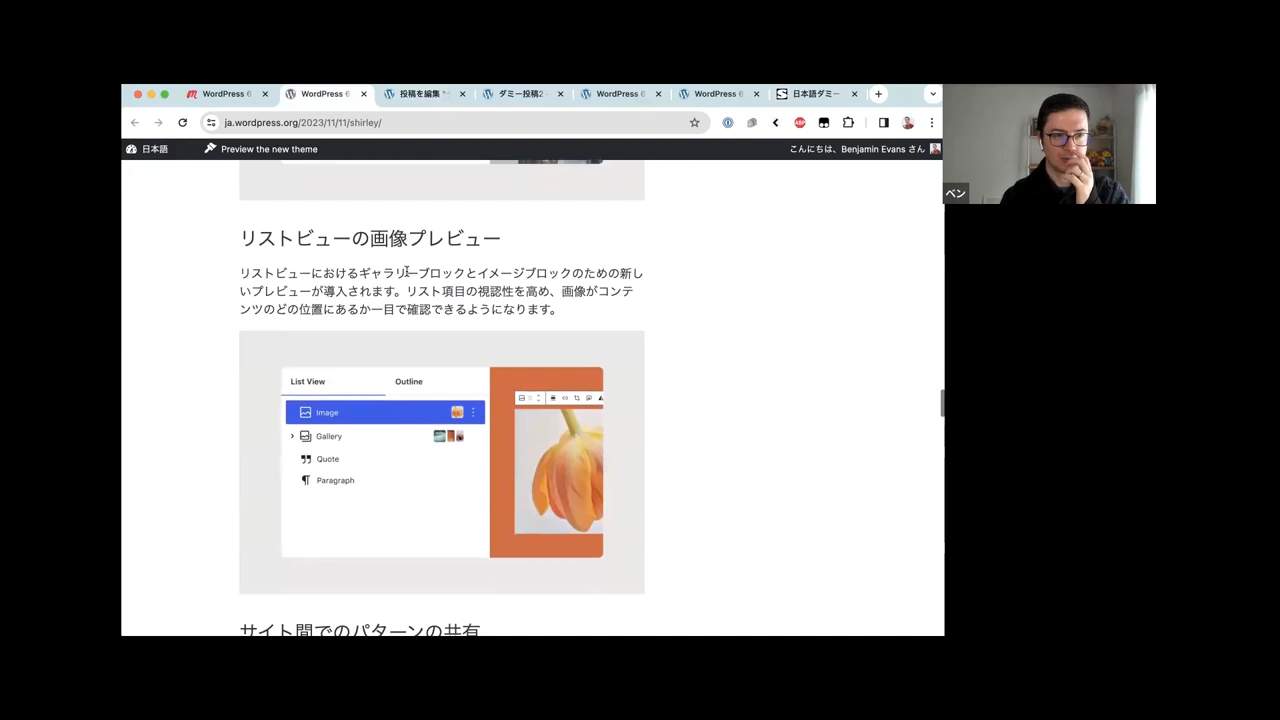 WordPress 6
WordPress 6
投稿を編集 "
ダミー投稿2
WordPress 6
WordPress 6
日本語ダミー
ja.wordpress.org/2023/11/11/shirley/
ABP
日本語
Preview the new theme
こんにちは、Benjamin Evans さん
ベン
リストビューの画像プレビュー
リストビューにおけるギャラリーブロックとイメージブロックのための新し
いプレビューが導入されます。リスト項目の視認性を高め、画像がコンテ
ンツのどの位置にあるか一目で確認できるようになります。
List View
Outline
Image
Gallery
Quote
Paragraph
サイト間でのパターンの共有